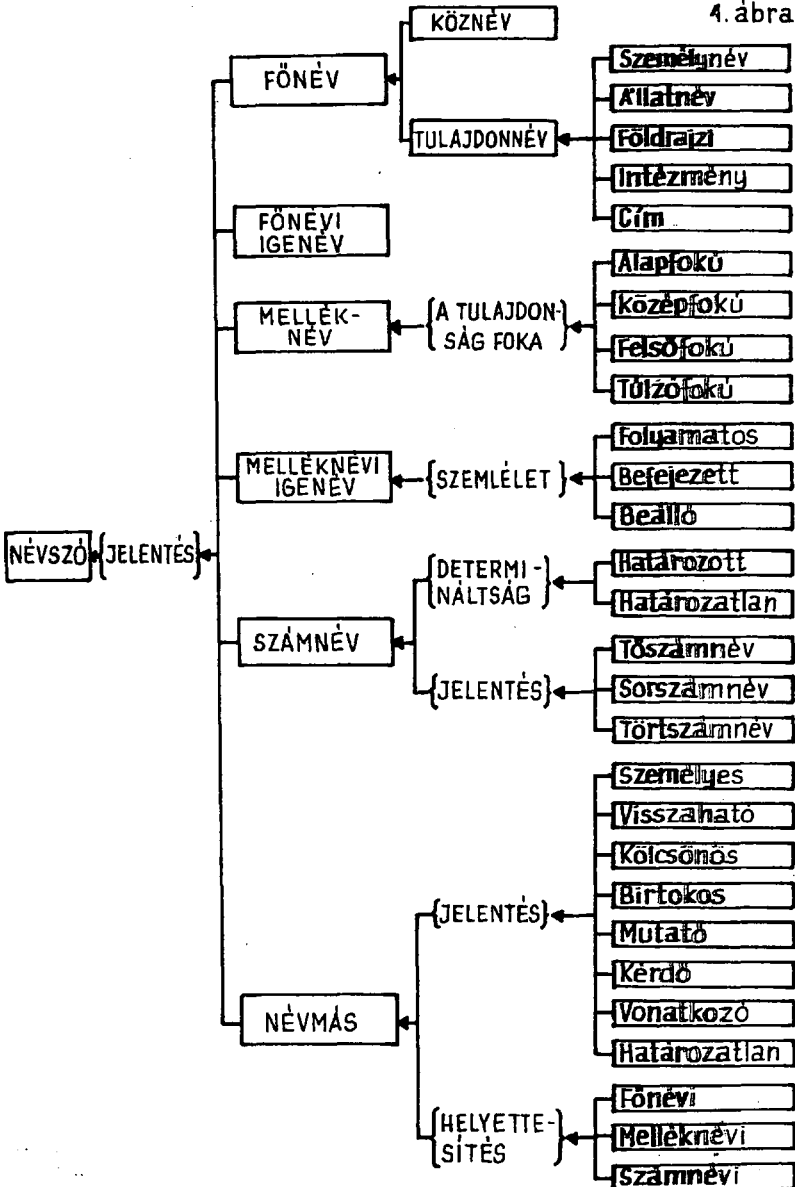 4. ábra
KÖZNÉV
FŐNÉV
TULAJDONNÉV
Személynév
Állatnév
Földrajzi
Intézmény
Cím
FŐNÉVI
IGENÉV
MELLÉK-
NÉV
{A TULAJDON-
SÁG FOKA}
Alapfokú
középfokú
Felsőfokú
Túlzófokú
MELLÉKNÉVI
IGENÉV
{SZEMLÉLET}
Folyamatos
Befejezett
Beálló
NÉVSZÓ {JELENTÉS}
SZÁMNÉV
{DETERMI-
NÁLTSÁG}
Határozott
Határozatlan
{JELENTÉS}
Tőszámnév
Sorszámnév
Törtszámnév
NÉVMÁS
{JELENTÉS}
Személyes
Visszaható
Kölcsönös
Birtokos
Mutató
Kérdő
Vonatkozó
Határozatlan
{HELYETTE-
SÍTÉS}
Főnévi
Melléknévi
Számnévi